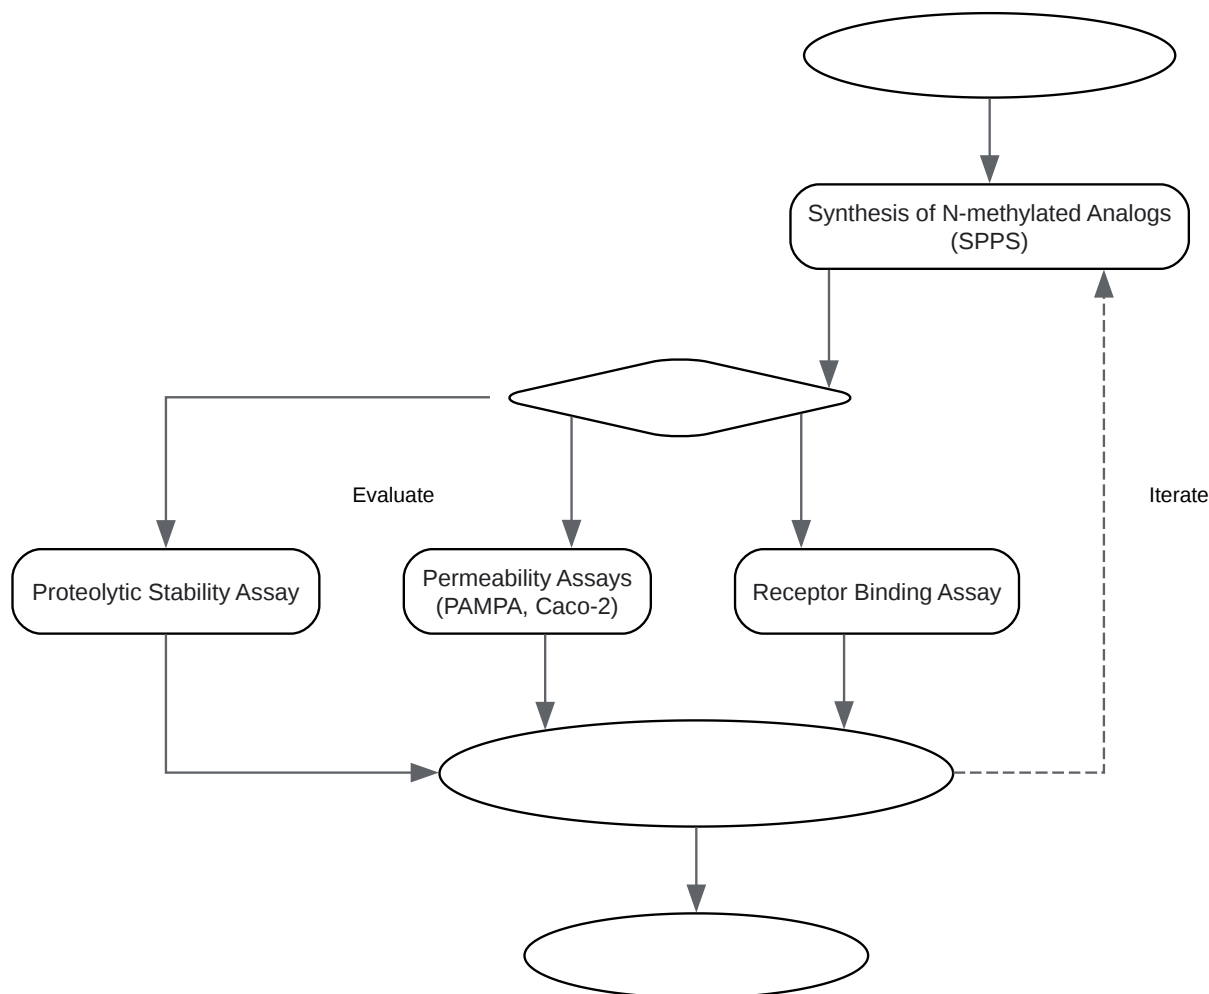 Synthesis of N-methylated Analogs
(SPPS)
Evaluate
Iterate
Proteolytic Stability Assay
Permeability Assays
(PAMPA, Caco-2)
Receptor Binding Assay